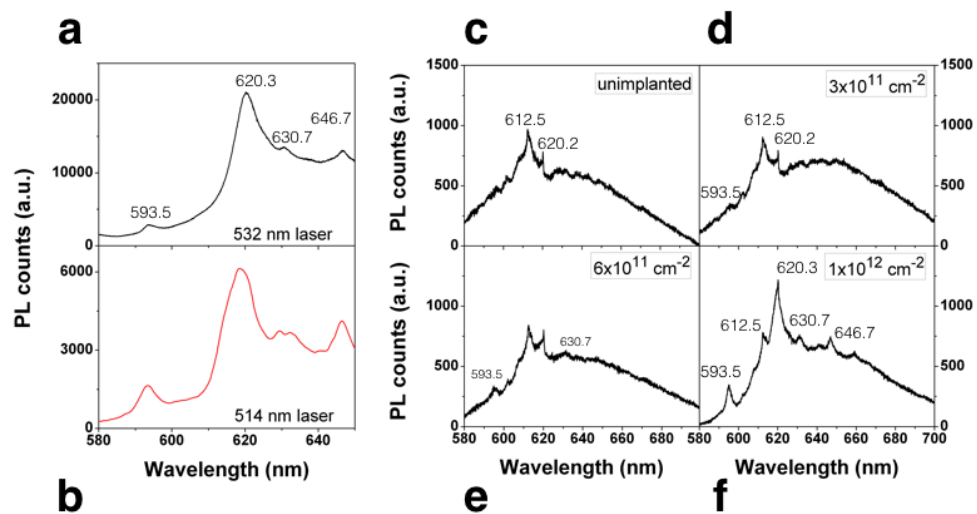 a
c
d
PL counts (a.u.)
20000
10000
0
593.5
620.3
630.7
646.7
532 nm laser
6000
3000
0
514 nm laser
580 600 620 640
Wavelength (nm)
PL counts (a.u.)
1500
1000
500
0
unimplanted
612.5
620.2
3x10¹¹ cm⁻²
612.5
620.2
593.5
1500
1000
500
0
PL counts (a.u.)
1000
500
0
6x10¹¹ cm⁻²
593.5
630.7
1x10¹² cm⁻²
620.3
612.5
630.7
646.7
593.5
1000
500
0
580 600 620 640 660 680 580 600 620 640 660 680 700
Wavelength (nm)
Wavelength (nm)
b
e
f